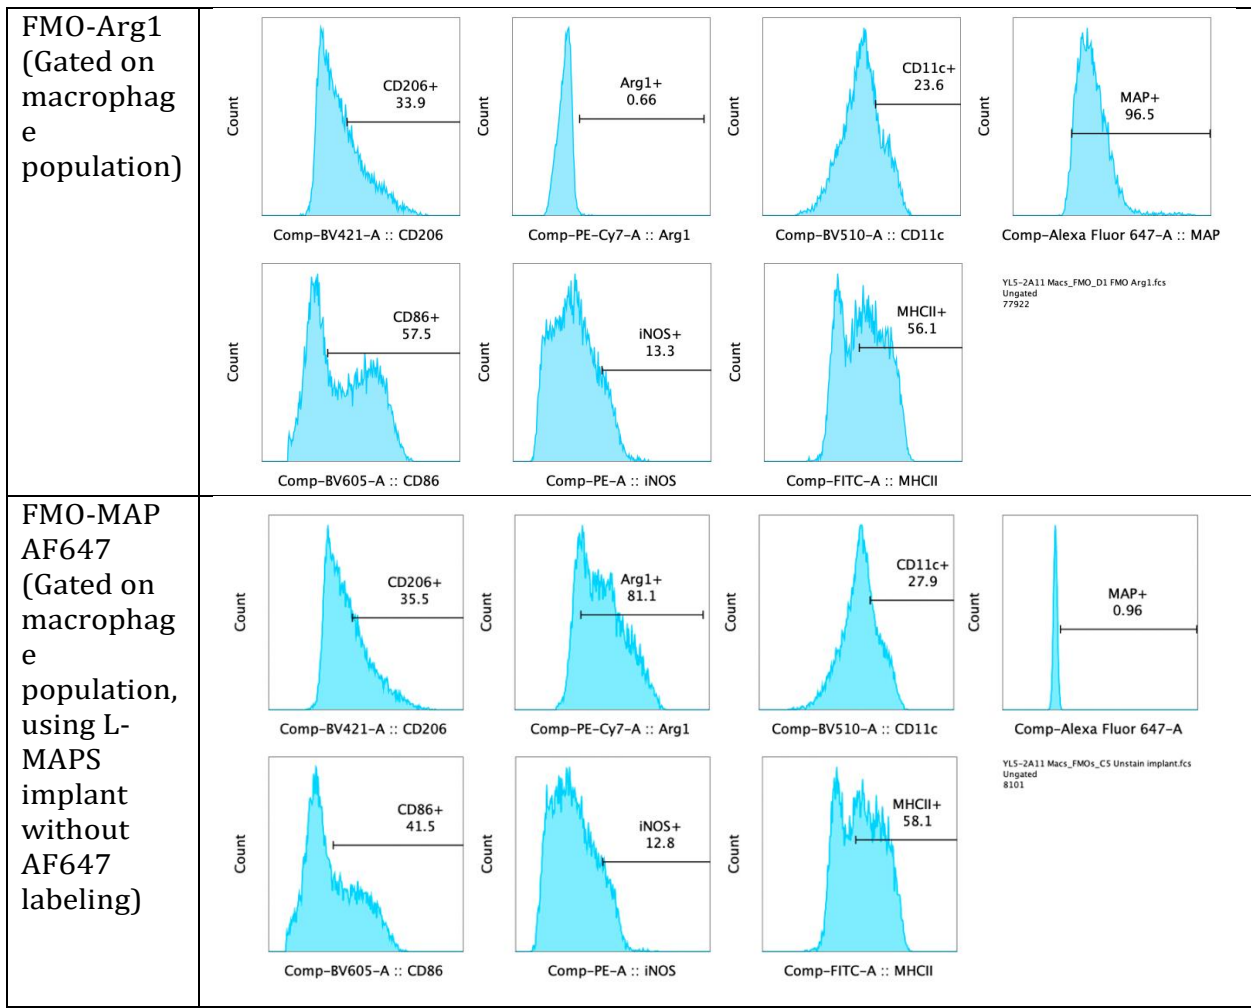 FMO-Arg1
(Gated on
macrophag
e
population)
Count
CD206+
33.9
Comp-BV421-A :: CD206
Count
Arg1+
0.66
Comp-PE-Cy7-A :: Arg1
Count
CD11c+
23.6
Comp-BV510-A :: CD11c
Count
MAP+
96.5
Comp-Alexa Fluor 647-A :: MAP
Count
CD86+
57.5
Comp-BV605-A :: CD86
Count
iNOS+
13.3
Comp-PE-A :: iNOS
Count
MHCII+
56.1
Comp-FITC-A :: MHCII
YL5-2A11 Macs_FMO_D1 FMO Arg1.fcs
Ungated
77922
FMO-MAP
AF647
(Gated on
macrophag
e
population,
using L-
MAPS
implant
without
AF647
labeling)
Count
CD206+
35.5
Comp-BV421-A :: CD206
Count
Arg1+
81.1
Comp-PE-Cy7-A :: Arg1
Count
CD11c+
27.9
Comp-BV510-A :: CD11c
Count
MAP+
0.96
Comp-Alexa Fluor 647-A
Count
CD86+
41.5
Comp-BV605-A :: CD86
Count
iNOS+
12.8
Comp-PE-A :: iNOS
Count
MHCII+
58.1
Comp-FITC-A :: MHCII
YL5-2A11 Macs_FMOs_C5 Unstain implant.fcs
Ungated
8101